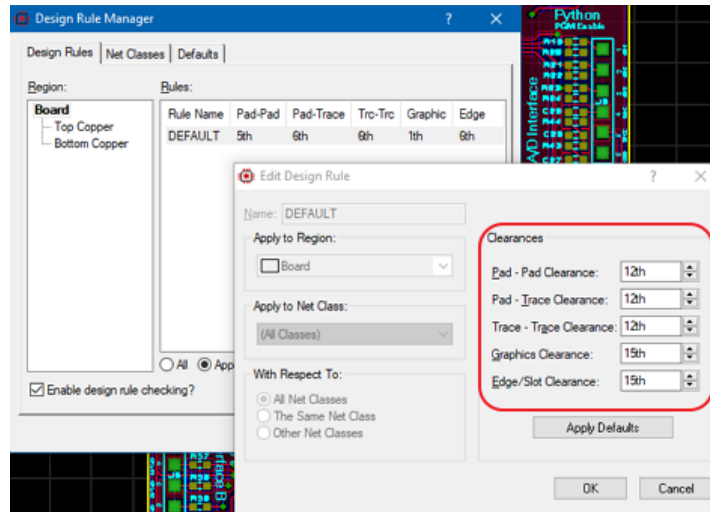 Design Rule Manager
Design Rules Net Classes Defaults
Region:
Board
Top Copper
Bottom Copper
Rules:
Rule Name Pad-Pad Pad-Trace Trc-Trc Graphic Edge
DEFAULT 5th 6th 6th 1th 6th
All App
Enable design rule checking?
Edit Design Rule
Name: DEFAULT
Apply to Region:
Board
Apply to Net Class:
(All Classes)
With Respect To:
All Net Classes
The Same Net Class
Other Net Classes
Clearances
Pad - Pad Clearance: 12th
Pad - Trace Clearance: 12th
Trace - Trace Clearance: 12th
Graphics Clearance: 15th
Edge/Slot Clearance: 15th
Apply Defaults
OK Cancel
Python
PGM Enable
A/D Interface